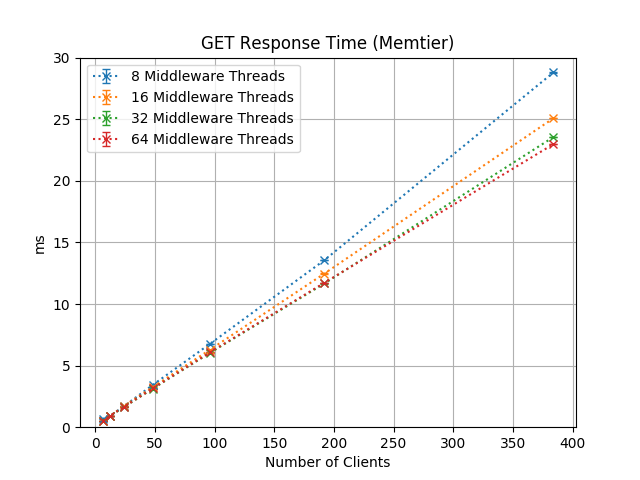 GET Response Time (Memtier)
30
25
20
15
10
5
0
ms
8 Middleware Threads
16 Middleware Threads
32 Middleware Threads
64 Middleware Threads
0 50 100 150 200 250 300 350 400
Number of Clients